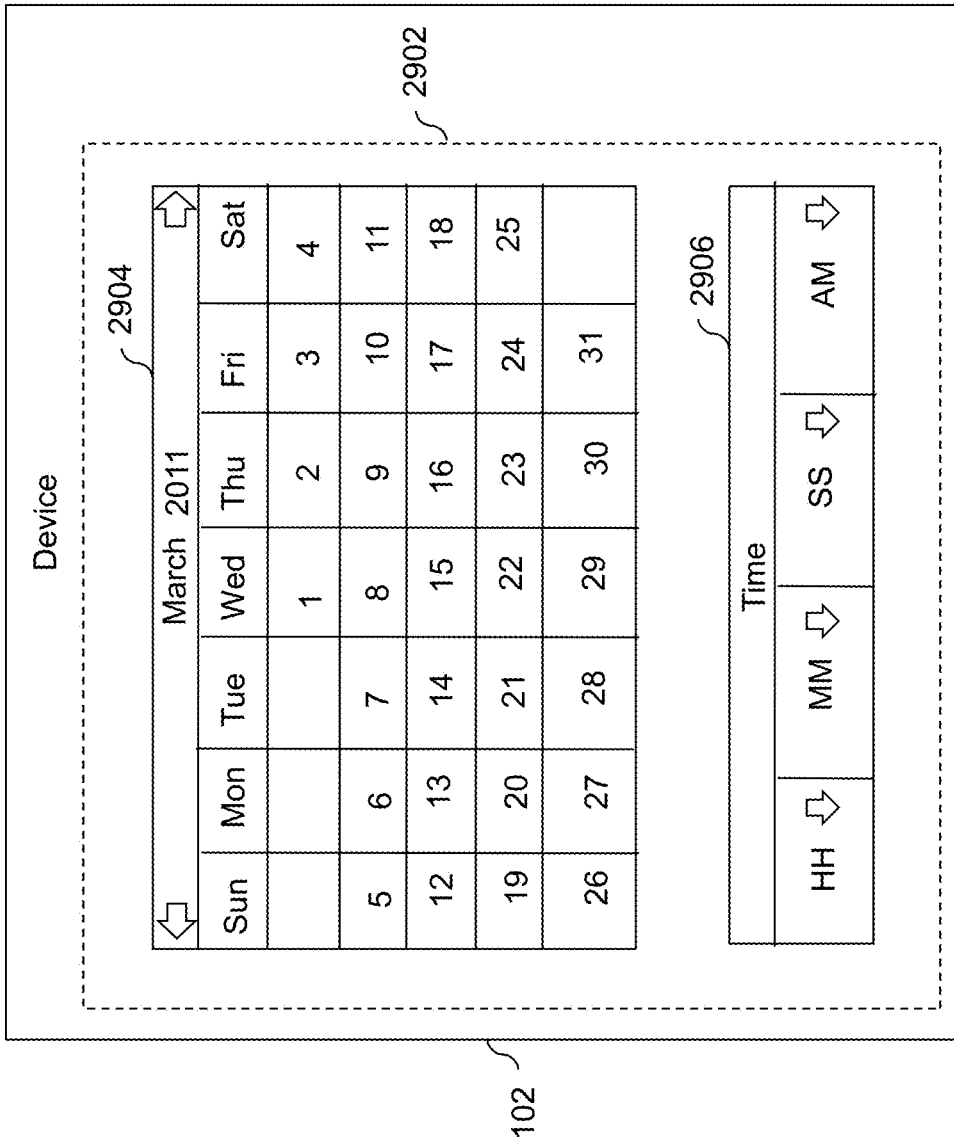 Device
2904
March 2011
Sun Mon Tue Wed Thu Fri Sat
1 2 3 4
5 6 7 8 9 10 11
12 13 14 15 16 17 18
19 20 21 22 23 24 25
26 27 28 29 30 31
2902
2906
Time
HH MM SS AM
102